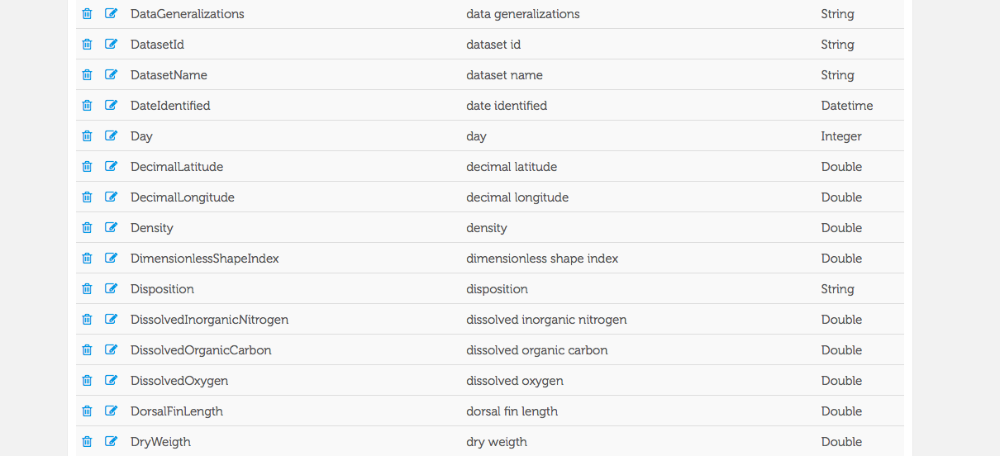 DataGeneralizations data generalizations String
DatasetId dataset id String
DatasetName dataset name String
DateIdentified date identified Datetime
Day day Integer
DecimalLatitude decimal latitude Double
DecimalLongitude decimal longitude Double
Density density Double
DimensionlessShapeIndex dimensionless shape index Double
Disposition disposition String
DissolvedInorganicNitrogen dissolved inorganic nitrogen Double
DissolvedOrganicCarbon dissolved organic carbon Double
DissolvedOxygen dissolved oxygen Double
DorsalFinLength dorsal fin length Double
DryWeigth dry weigth Double